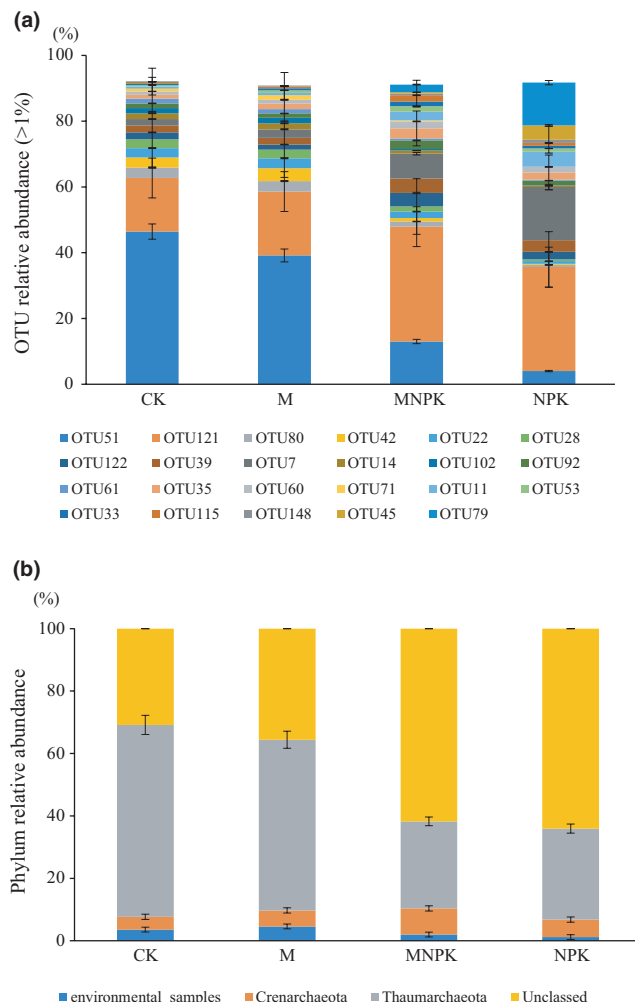 (a)
(%)
100
80
60
40
20
0
OTU relative abundance (>1%)
CK M MNPK NPK
OTU51 OTU121 OTU80 OTU42 OTU22 OTU28
OTU122 OTU39 OTU7 OTU14 OTU102 OTU92
OTU61 OTU35 OTU60 OTU71 OTU11 OTU53
OTU33 OTU115 OTU148 OTU45 OTU79
(b)
(%)
100
80
60
40
20
0
Phylum relative abundance
CK M MNPK NPK
environmental samples Crenarchaeota Thaumarchaeota Unclassed